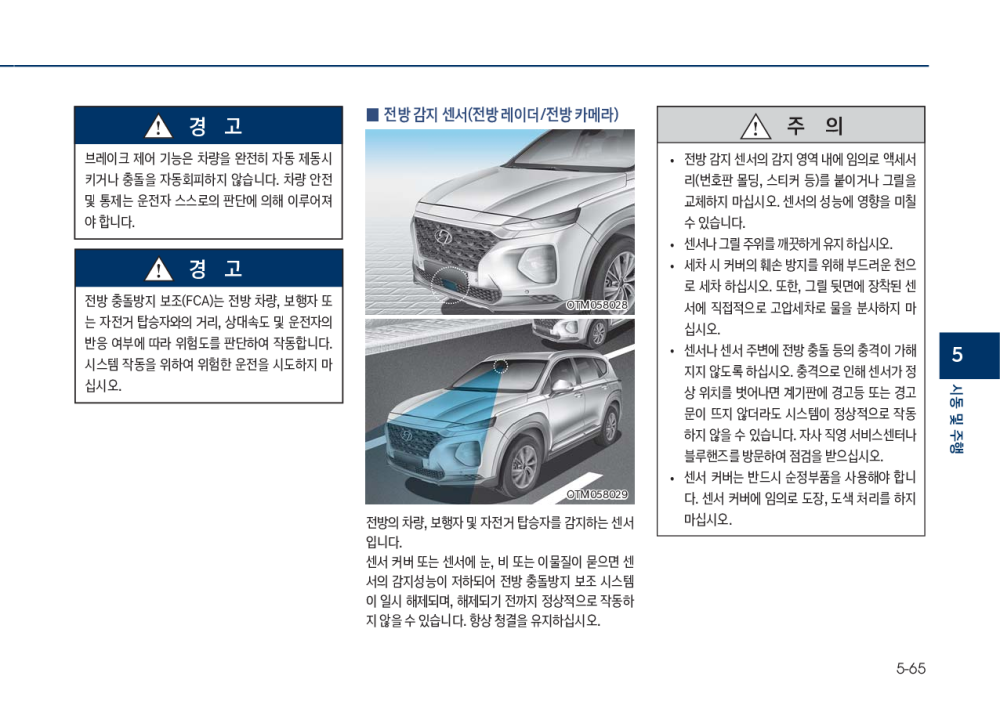 경 고
브레이크 제어 기능은 차량을 완전히 자동 제동시
키거나 충돌을 자동회피하지 않습니다. 차량 안전
및 통제는 운전자 스스로의 판단에 의해 이루어져
야 합니다.
경 고
전방 충돌방지 보조(FCA)는 전방 차량, 보행자 또
는 자전거 탑승자와의 거리, 상대속도 및 운전자의
반응 여부에 따라 위험도를 판단하여 작동합니다.
시스템 작동을 위하여 위험한 운전을 시도하지 마
십시오.
■ 전방 감지 센서(전방 레이더/전방 카메라)
OTM058028
OTM058029
전방의 차량, 보행자 및 자전거 탑승자를 감지하는 센서
입니다.
센서 커버 또는 센서에 눈, 비 또는 이물질이 묻으면 센
서의 감지성능이 저하되어 전방 충돌방지 보조 시스템
이 일시 해제되며, 해제되기 전까지 정상적으로 작동하
지 않을 수 있습니다. 항상 청결을 유지하십시오.
주 의
• 전방 감지 센서의 감지 영역 내에 임의로 액세서
리(번호판 몰딩, 스티커 등)를 붙이거나 그릴을
교체하지 마십시오. 센서의 성능에 영향을 미칠
수 있습니다.
• 센서나 그릴 주위를 깨끗하게 유지 하십시오.
• 세차 시 커버의 훼손 방지를 위해 부드러운 천으
로 세차 하십시오. 또한, 그릴 뒷면에 장착된 센
서에 직접적으로 고압세차로 물을 분사하지 마
십시오.
• 센서나 센서 주변에 전방 충돌 등의 충격이 가해
지지 않도록 하십시오. 충격으로 인해 센서가 정
상 위치를 벗어나면 계기판에 경고등 또는 경고
문이 뜨지 않더라도 시스템이 정상적으로 작동
하지 않을 수 있습니다. 자사 직영 서비스센터나
블루핸즈를 방문하여 점검을 받으십시오.
• 센서 커버는 반드시 순정부품을 사용해야 합니
다. 센서 커버에 임의로 도장, 도색 처리를 하지
마십시오.
5
시동 및 주행
5-65